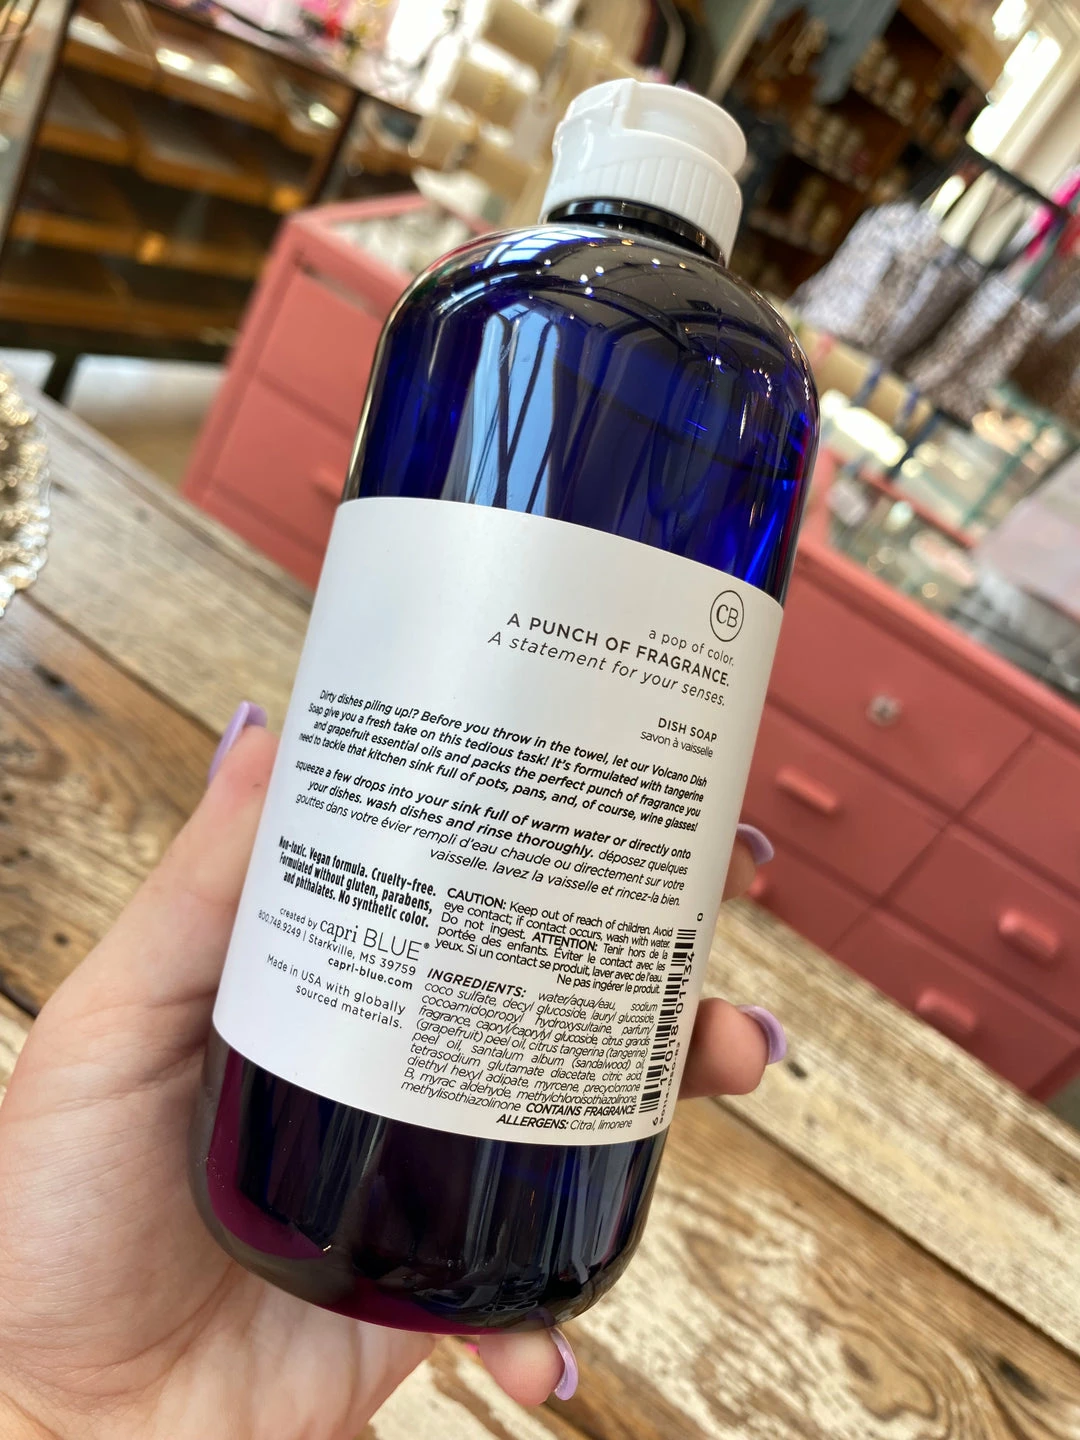 CB
a pop of color.
A PUNCH OF FRAGRANCE.
A statement for your senses.
DISH SOAP
savon à vaisselle
Dirty dishes piling up!? Before you throw in the towel, let our Volcano Dish
Soap give you a fresh take on this tedious task! It's formulated with tangerine
and grapefruit essential oils and packs the perfect punch of fragrance you
need to tackle that kitchen sink full of pots, pans, and, of course, wine glasses!
squeeze a few drops into your sink full of warm water or directly onto
your dishes. wash dishes and rinse thoroughly. déposez quelques
gouttes dans votre évier rempli d'eau chaude ou directement sur votre
vaisselle. lavez la vaisselle et rincez-la bien.
Non-toxic. Vegan formula. Cruelty-free.
Formulated without gluten, parabens,
and phthalates. No synthetic color.
created by capri BLUE®
800.748.9249 | Starkville, MS 39759
capri-blue.com
Made in USA with globally
sourced materials.
CAUTION: Keep out of reach of children. Avoid
eye contact; if contact occurs, wash with water.
Do not ingest. ATTENTION: Tenir hors de la
portée des enfants. Éviter le contact avec les
yeux. Si un contact se produit, laver avec de l'eau.
Ne pas ingérer le produit.
INGREDIENTS: water/aqua/eau, sodium
coco sulfate, decyl glucoside, lauryl glucoside,
cocoamidopropyl hydroxysultaine, parfum/
fragrance, capryl/caprylyl glucoside, citrus grandis
(grapefruit) peel oil, citrus tangerina (tangerine)
peel oil, santalum album (sandalwood) oil,
tetrasodium glutamate diacetate, citric acid,
diethyl hexyl adipate, myrcene, precyclomone
B, myrac aldehyde, methylchloroisothiazolinone,
methylisothiazolinone CONTAINS FRAGRANCE
ALLERGENS: Citral, limonene